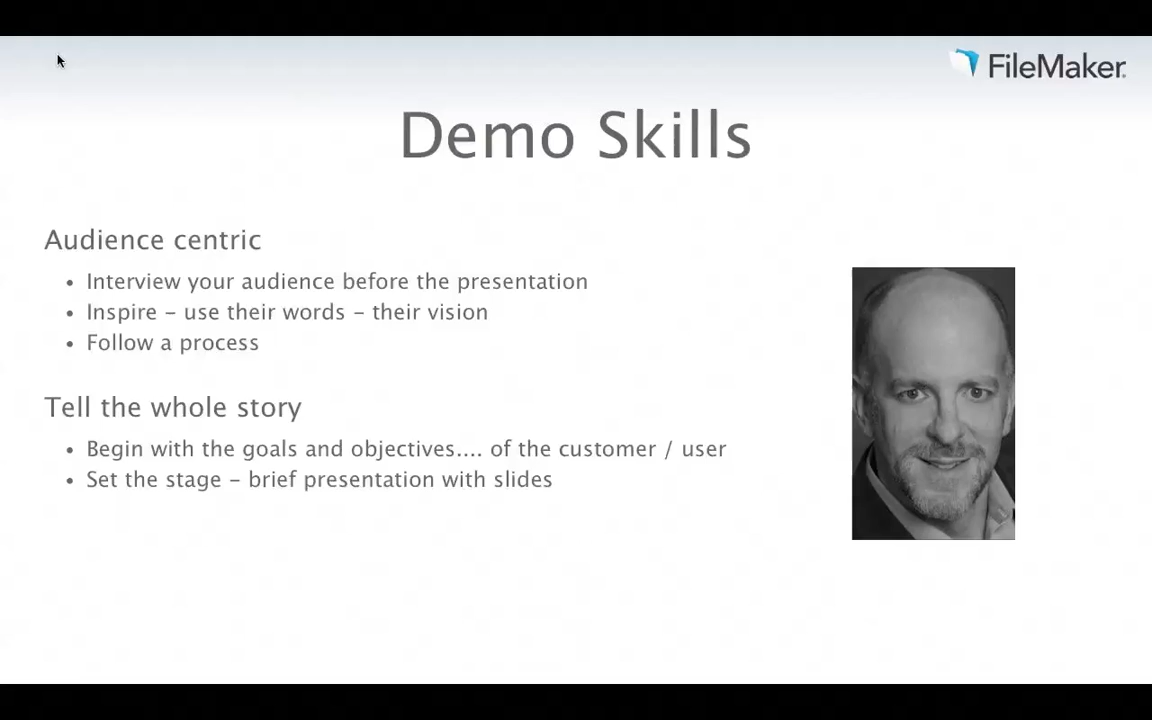 FileMaker
Demo Skills
Audience centric
• Interview your audience before the presentation
• Inspire – use their words – their vision
• Follow a process
Tell the whole story
• Begin with the goals and objectives.... of the customer / user
• Set the stage – brief presentation with slides